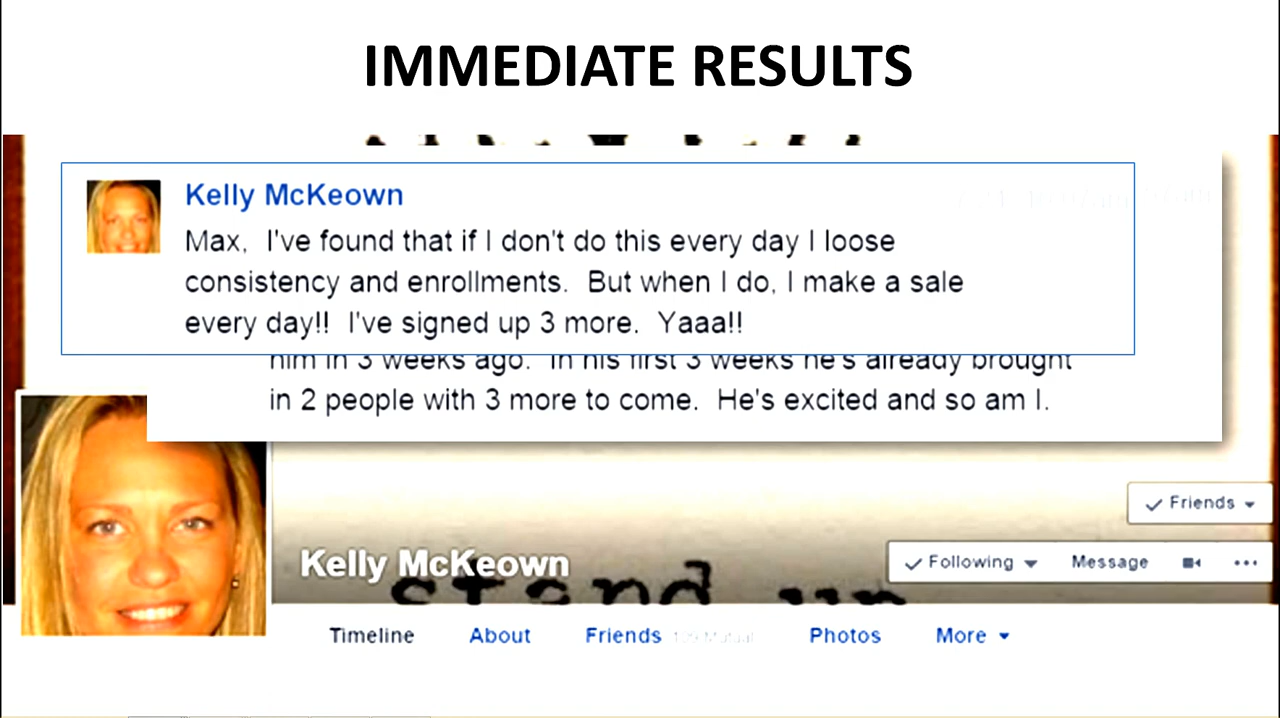 IMMEDIATE RESULTS
Kelly McKeown
Max, I've found that if I don't do this every day I loose
consistency and enrollments. But when I do, I make a sale
every day!! I've signed up 3 more. Yaaa!!
him in 3 weeks ago. In his first 3 weeks he's already brought
in 2 people with 3 more to come. He's excited and so am I.
Friends
Kelly McKeown
Following Message
stand up
Timeline About Friends Mutual Photos More